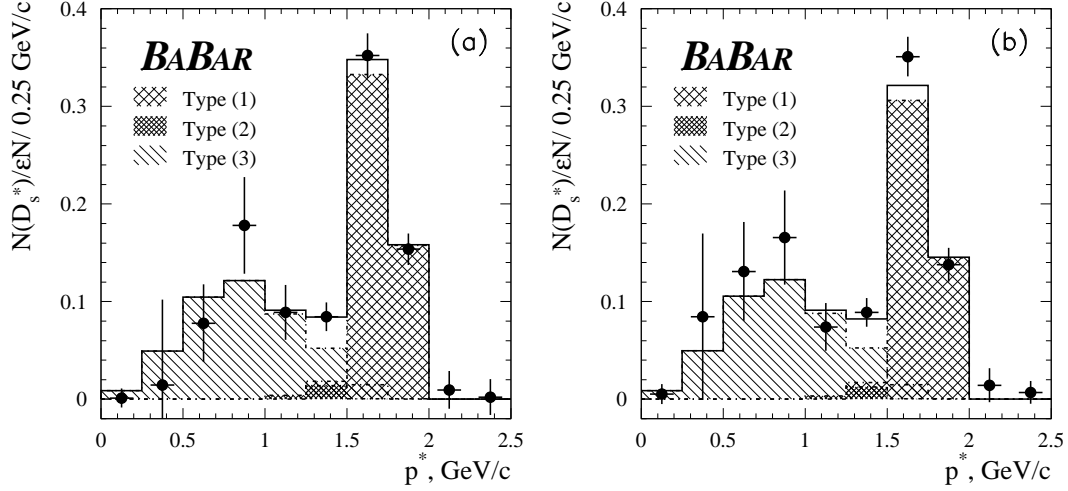 N(D_s^*)/εN/ 0.25 GeV/c
BABAR
(a)
Type (1)
Type (2)
Type (3)
0.4
0.3
0.2
0.1
0
0 0.5 1 1.5 2 2.5
p*, GeV/c
N(D_s^*)/εN/ 0.25 GeV/c
BABAR
(b)
Type (1)
Type (2)
Type (3)
0.4
0.3
0.2
0.1
0
0 0.5 1 1.5 2 2.5
p*, GeV/c